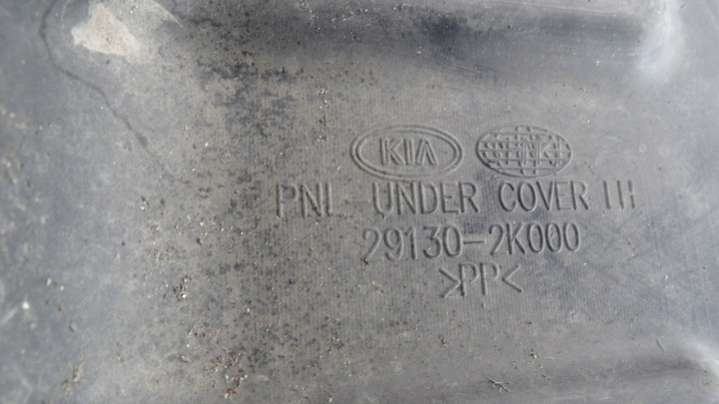 KIA
PNL-UNDER COVER LH
29130-2K000
>PP<